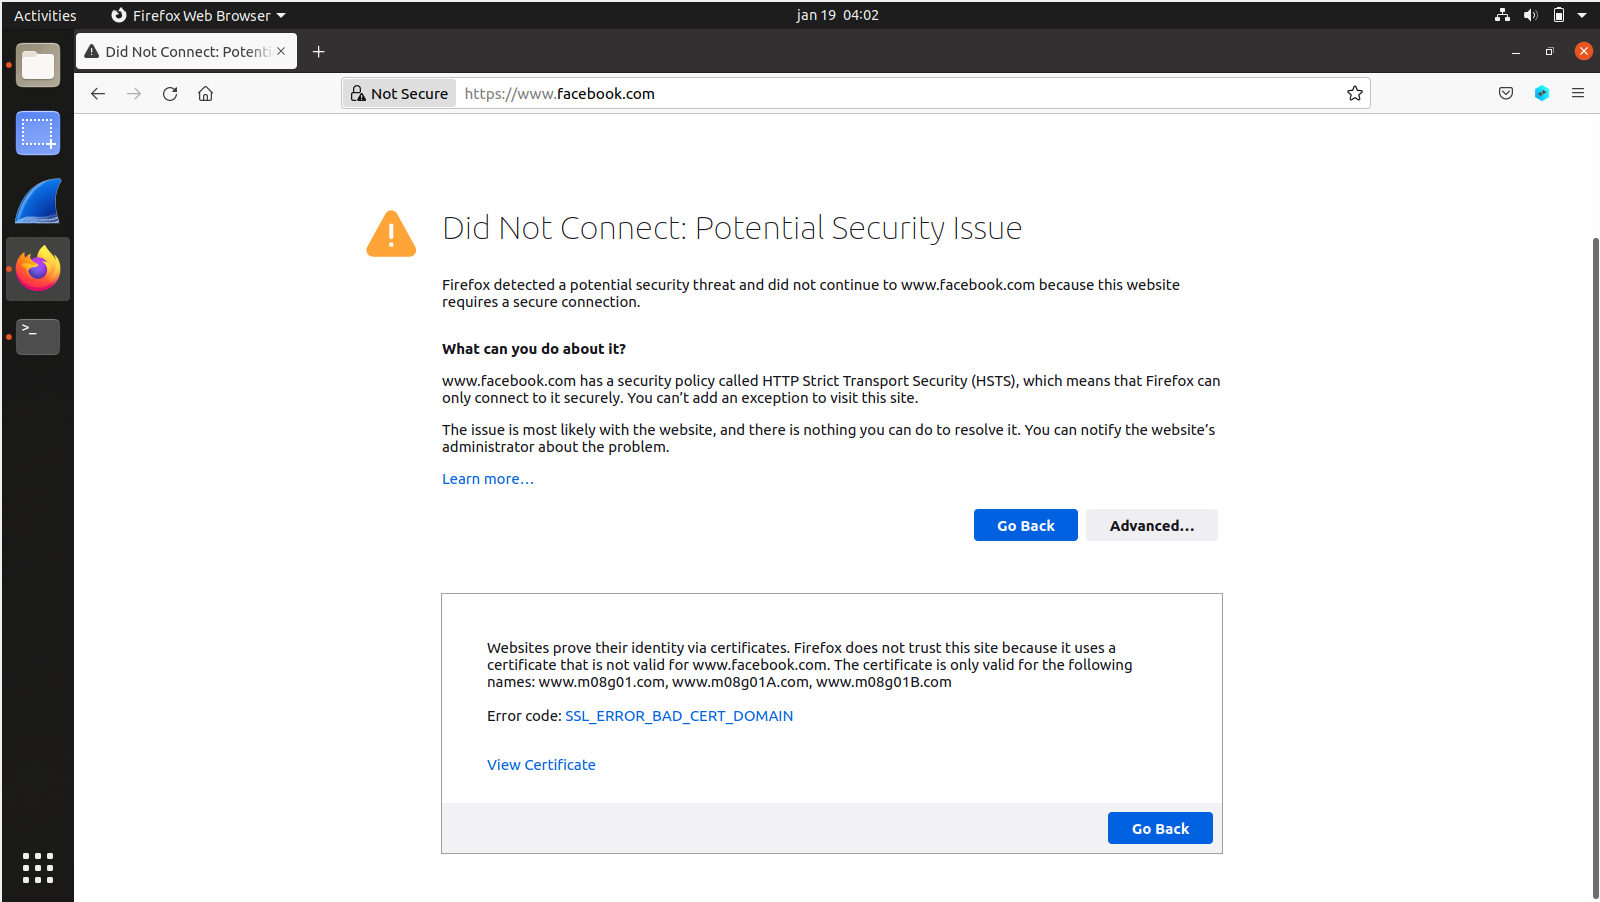 Activities
Firefox Web Browser
jan 19 04:02
Did Not Connect: Potenti
Not Secure
https://www.facebook.com
Did Not Connect: Potential Security Issue
Firefox detected a potential security threat and did not continue to www.facebook.com because this website
requires a secure connection.
What can you do about it?
www.facebook.com has a security policy called HTTP Strict Transport Security (HSTS), which means that Firefox can
only connect to it securely. You can’t add an exception to visit this site.
The issue is most likely with the website, and there is nothing you can do to resolve it. You can notify the website’s
administrator about the problem.
Learn more…
Go Back
Advanced…
Websites prove their identity via certificates. Firefox does not trust this site because it uses a
certificate that is not valid for www.facebook.com. The certificate is only valid for the following
names: www.m08g01.com, www.m08g01A.com, www.m08g01B.com
Error code: SSL_ERROR_BAD_CERT_DOMAIN
View Certificate
Go Back